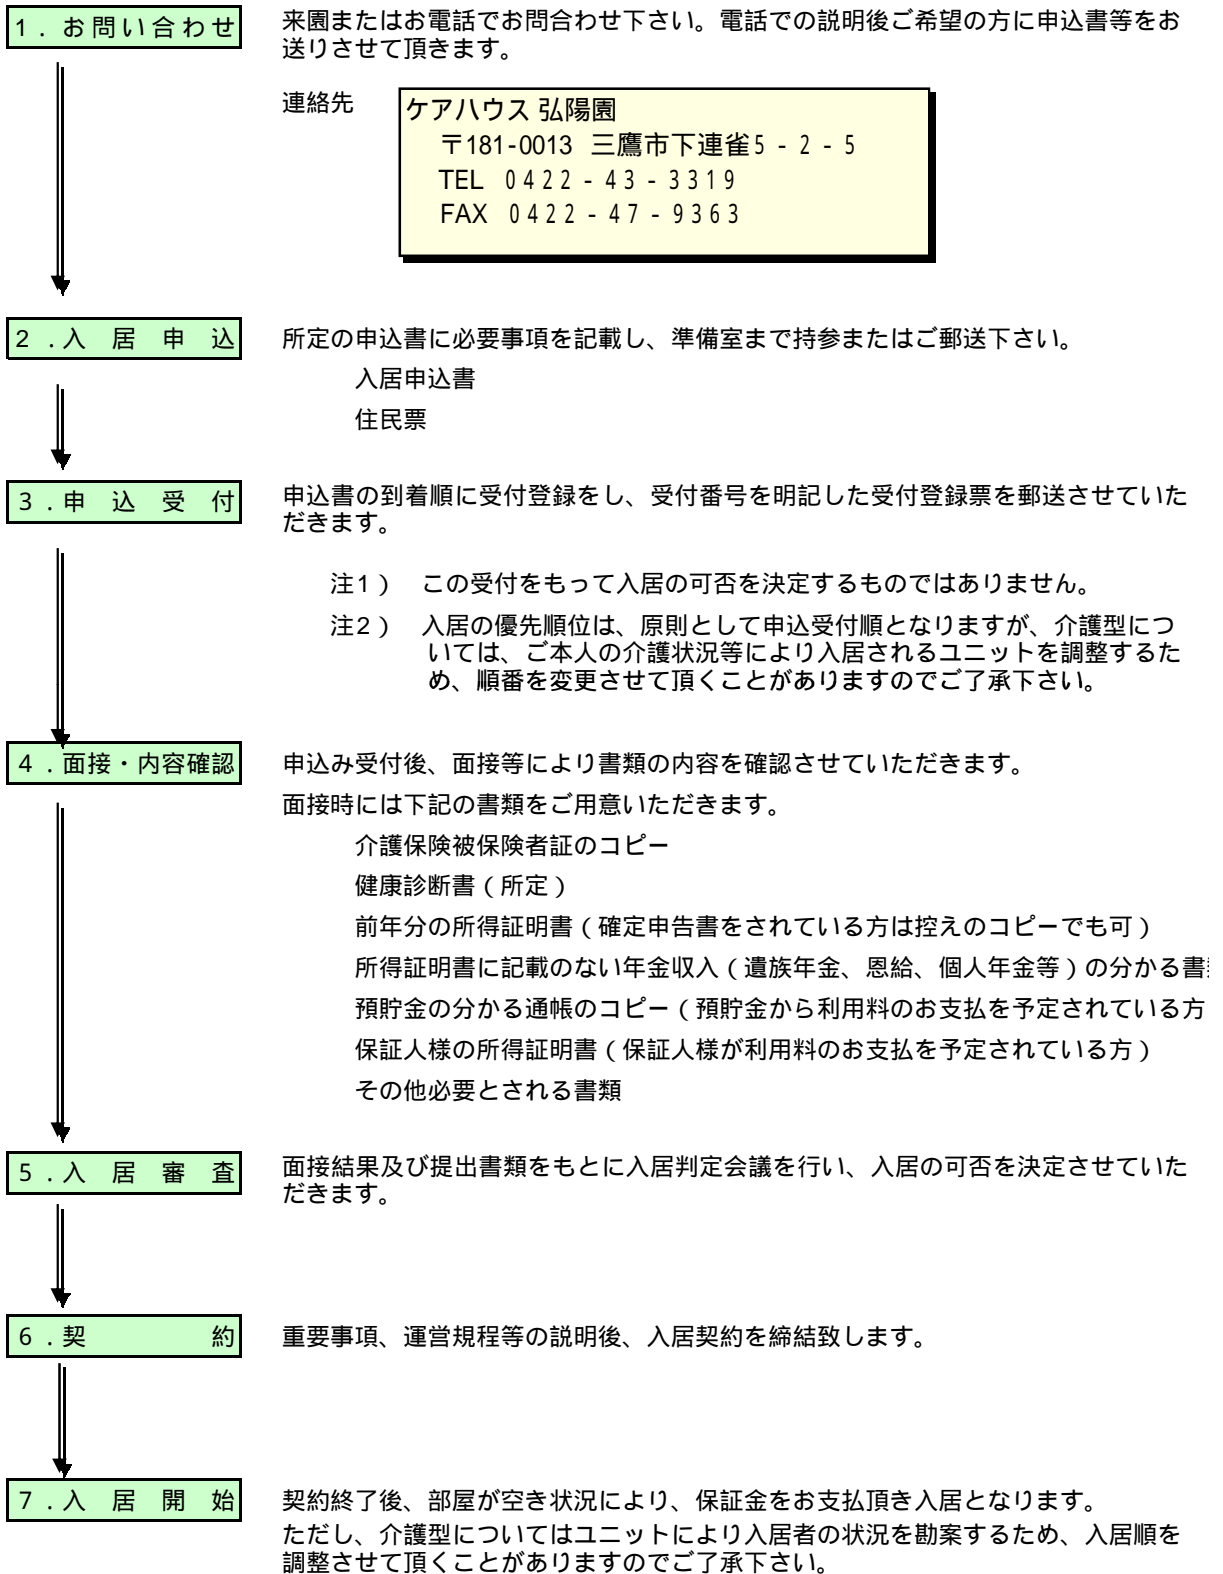 1．お問い合わせ
来園またはお電話でお問合わせ下さい。電話での説明後ご希望の方に申込書等をお
送りさせて頂きます。
連絡先
ケアハウス 弘陽園
〒181-0013 三鷹市下連雀5-2-5
TEL 0422-43-3319
FAX 0422-47-9363
2．入居申込
所定の申込書に必要事項を記載し、準備室まで持参またはご郵送下さい。
入居申込書
住民票
3．申込受付
申込書の到着順に受付登録をし、受付番号を明記した受付登録票を郵送させていた
だきます。
注1） この受付をもって入居の可否を決定するものではありません。
注2） 入居の優先順位は、原則として申込受付順となりますが、介護型につ
いては、ご本人の介護状況等により入居されるユニットを調整するた
め、順番を変更させて頂くことがありますのでご了承下さい。
4．面接・内容確認
申込み受付後、面接等により書類の内容を確認させていただきます。
面接時には下記の書類をご用意いただきます。
介護保険被保険者証のコピー
健康診断書（所定）
前年分の所得証明書（確定申告書をされている方は控えのコピーでも可）
所得証明書に記載のない年金収入（遺族年金、恩給、個人年金等）の分かる書
預貯金の分かる通帳のコピー（預貯金から利用料のお支払を予定されている方
保証人様の所得証明書（保証人様が利用料のお支払を予定されている方）
その他必要とされる書類
5．入居審査
面接結果及び提出書類をもとに入居判定会議を行い、入居の可否を決定させていた
だきます。
6．契約
重要事項、運営規程等の説明後、入居契約を締結致します。
7．入居開始
契約終了後、部屋が空き状況により、保証金をお支払頂き入居となります。
ただし、介護型についてはユニットにより入居者の状況を勘案するため、入居順を
調整させて頂くことがありますのでご了承下さい。